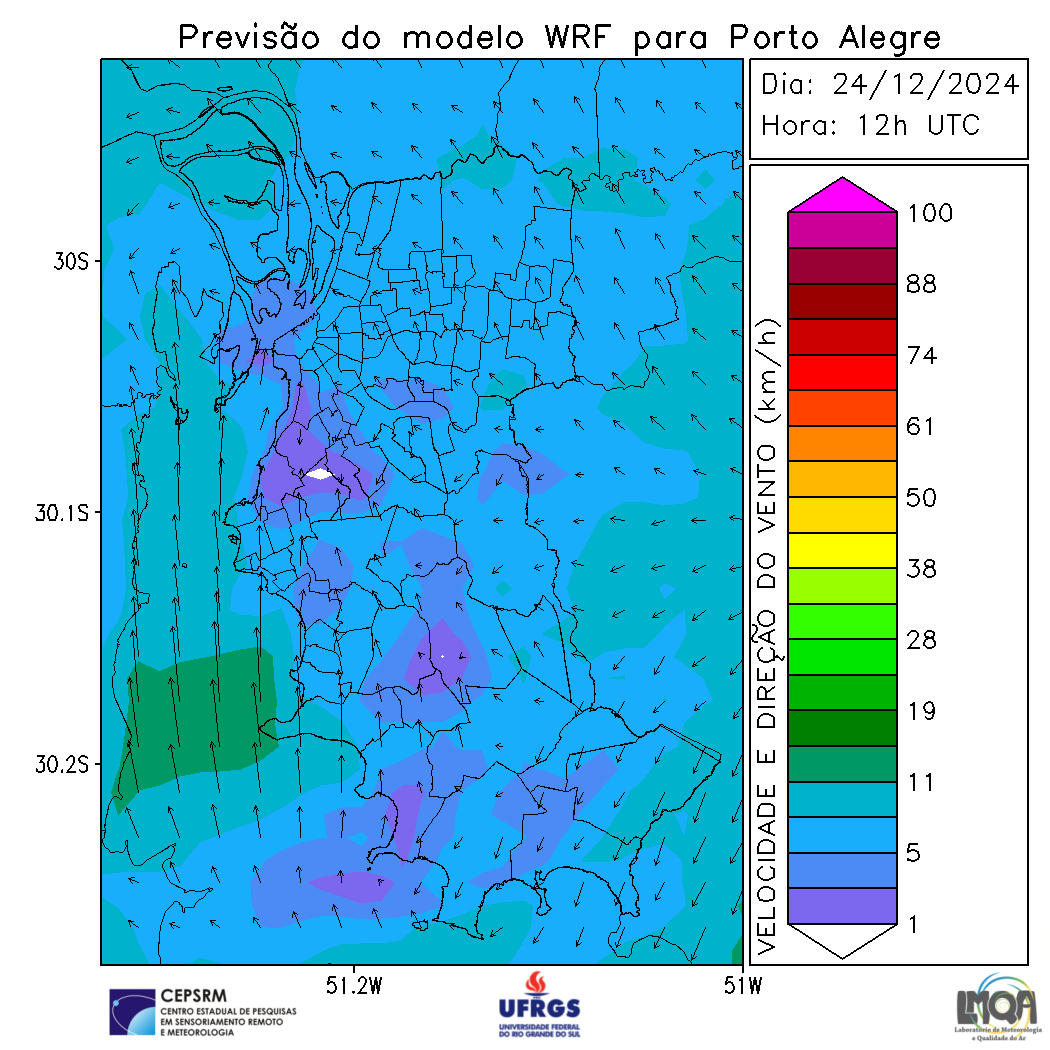 Previsão do modelo WRF para Porto Alegre
Dia: 24/12/2024
Hora: 12h UTC
30S
30.1S
30.2S
51.2W
51W
VELOCIDADE E DIREÇÃO DO VENTO (km/h)
100
88
74
61
50
38
28
19
11
5
1
CEPSRM
CENTRO ESTADUAL DE PESQUISAS
EM SENSORIAMENTO REMOTO
E METEOROLOGIA
UFRGS
UNIVERSIDADE FEDERAL
DO RIO GRANDE DO SUL
LMQA
Laboratório de Meteorologia
e Qualidade do Ar